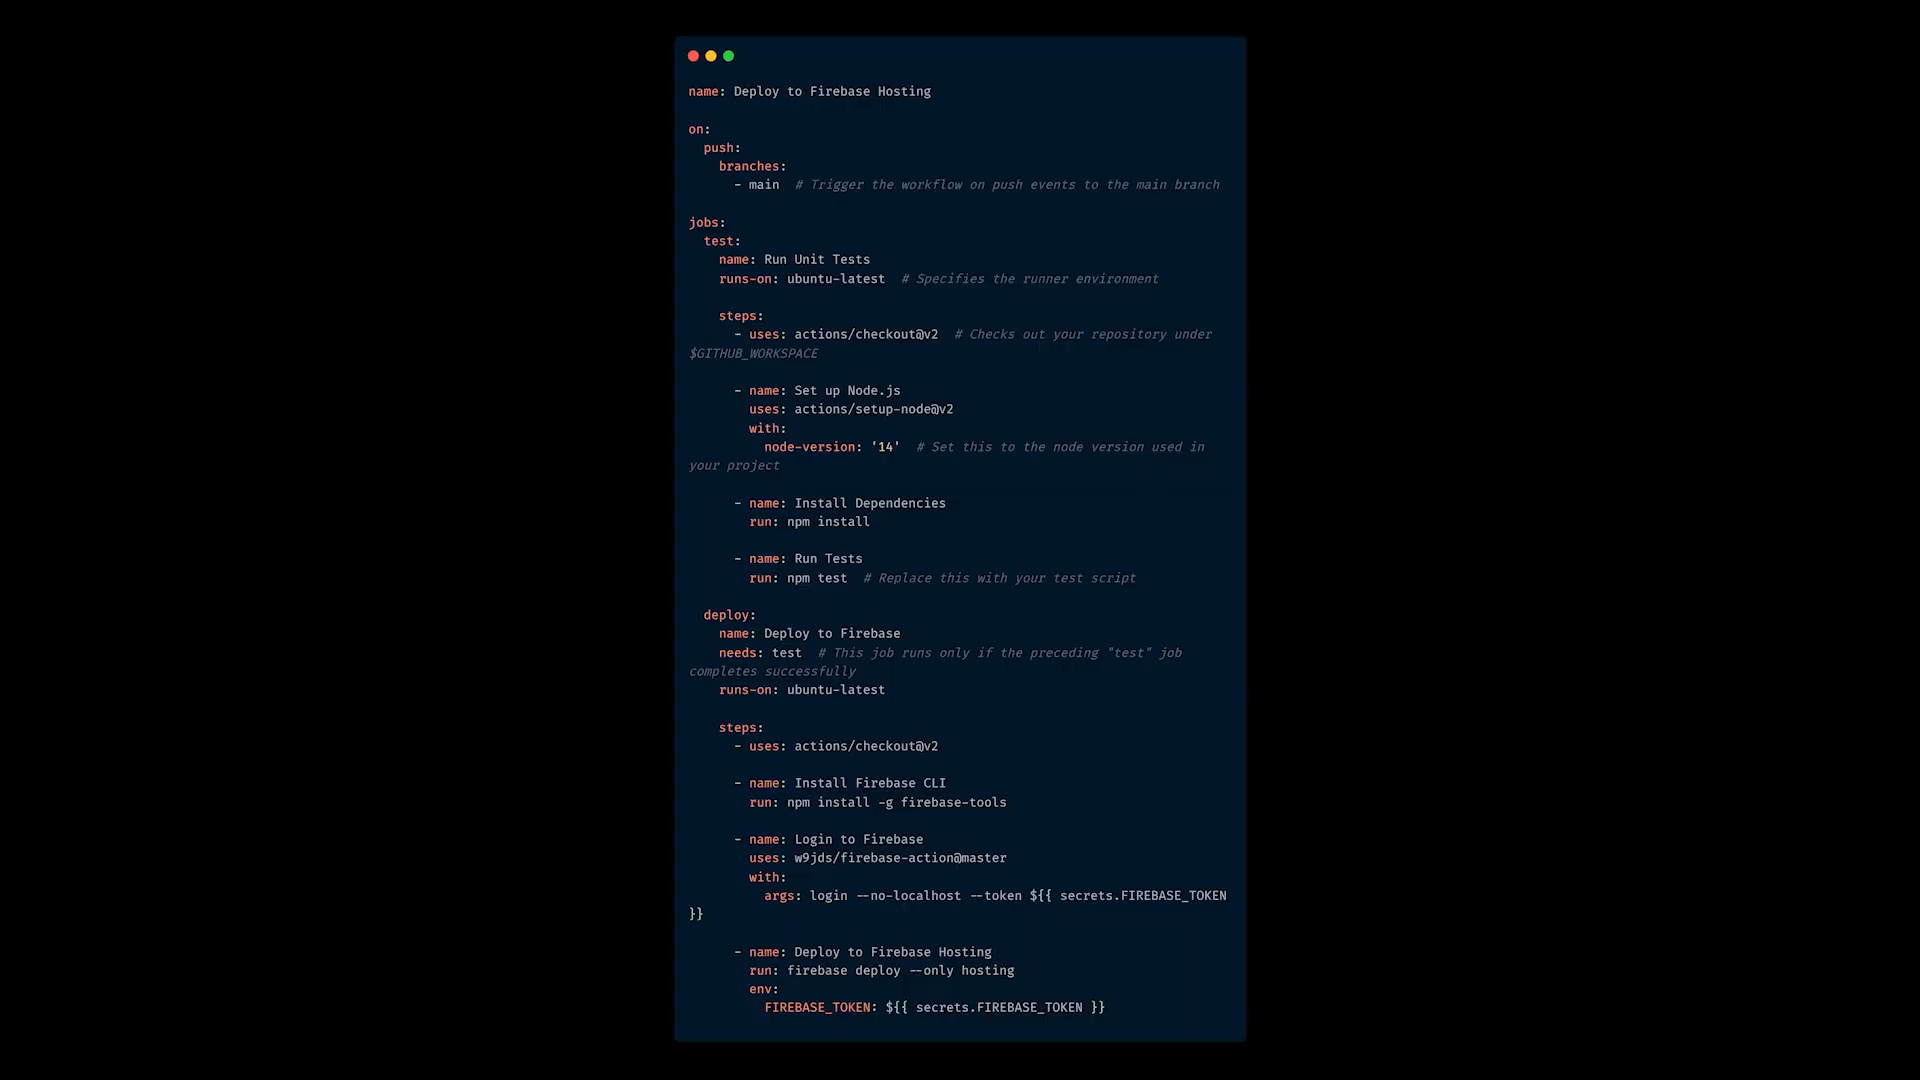 name: Deploy to Firebase Hosting
on:
  push:
    branches:
      - main  # Trigger the workflow on push events to the main branch
jobs:
  test:
    name: Run Unit Tests
    runs-on: ubuntu-latest  # Specifies the runner environment
    steps:
      - uses: actions/checkout@v2  # Checks out your repository under
$GITHUB_WORKSPACE
      - name: Set up Node.js
        uses: actions/setup-node@v2
        with:
          node-version: '14'  # Set this to the node version used in
your project
      - name: Install Dependencies
        run: npm install
      - name: Run Tests
        run: npm test  # Replace this with your test script
  deploy:
    name: Deploy to Firebase
    needs: test  # This job runs only if the preceding "test" job
completes successfully
    runs-on: ubuntu-latest
    steps:
      - uses: actions/checkout@v2
      - name: Install Firebase CLI
        run: npm install -g firebase-tools
      - name: Login to Firebase
        uses: w9jds/firebase-action@master
        with:
          args: login --no-localhost --token ${{ secrets.FIREBASE_TOKEN
}}
      - name: Deploy to Firebase Hosting
        run: firebase deploy --only hosting
        env:
          FIREBASE_TOKEN: ${{ secrets.FIREBASE_TOKEN }}